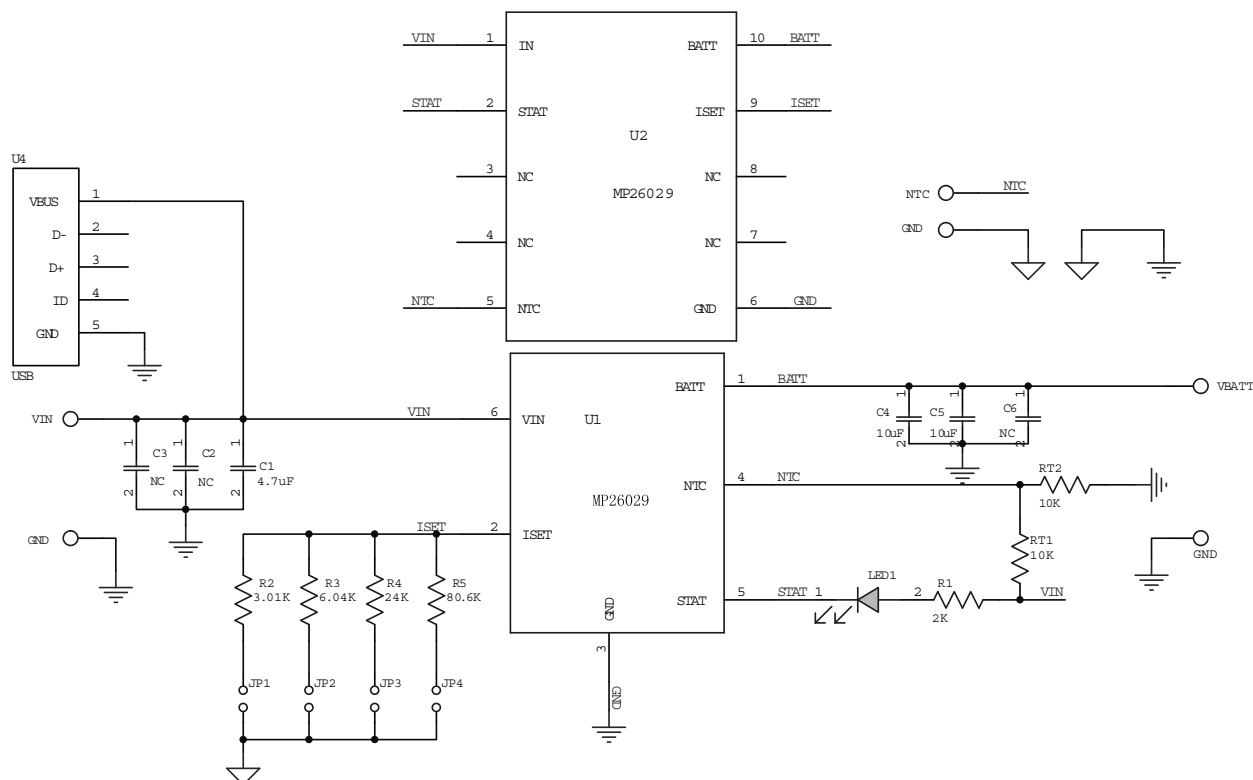 VIN 1 IN BATT 10 BATT
STAT 2 STAT ISET 9 ISET
U2
3 NC NC 8
MP26029
4 NC NC 7
NTC 5 NTC GND 6 GND
U4
VBUS 1
D- 2
D+ 3
ID 4
GND 5
USB
NTC NTC
GND
U1
MP26029
VIN VIN 6 VIN
BATT 1 BATT VBATT
1 C3 NC 2
1 C2 NC 2
1 C1 4.7uF 2
1 C4 10uF 2
1 C5 10uF 2
1 C6 NC 2
NTC 4 NTC
RT2
10K
GND
ISET 2 ISET
RT1
10K
GND
R2
3.01K
R3
6.04K
R4
24K
R5
80.6K
STAT 5 STAT 1 LED1 2 R1 VIN
2K
GND
3
GND
JP1 JP2 JP3 JP4